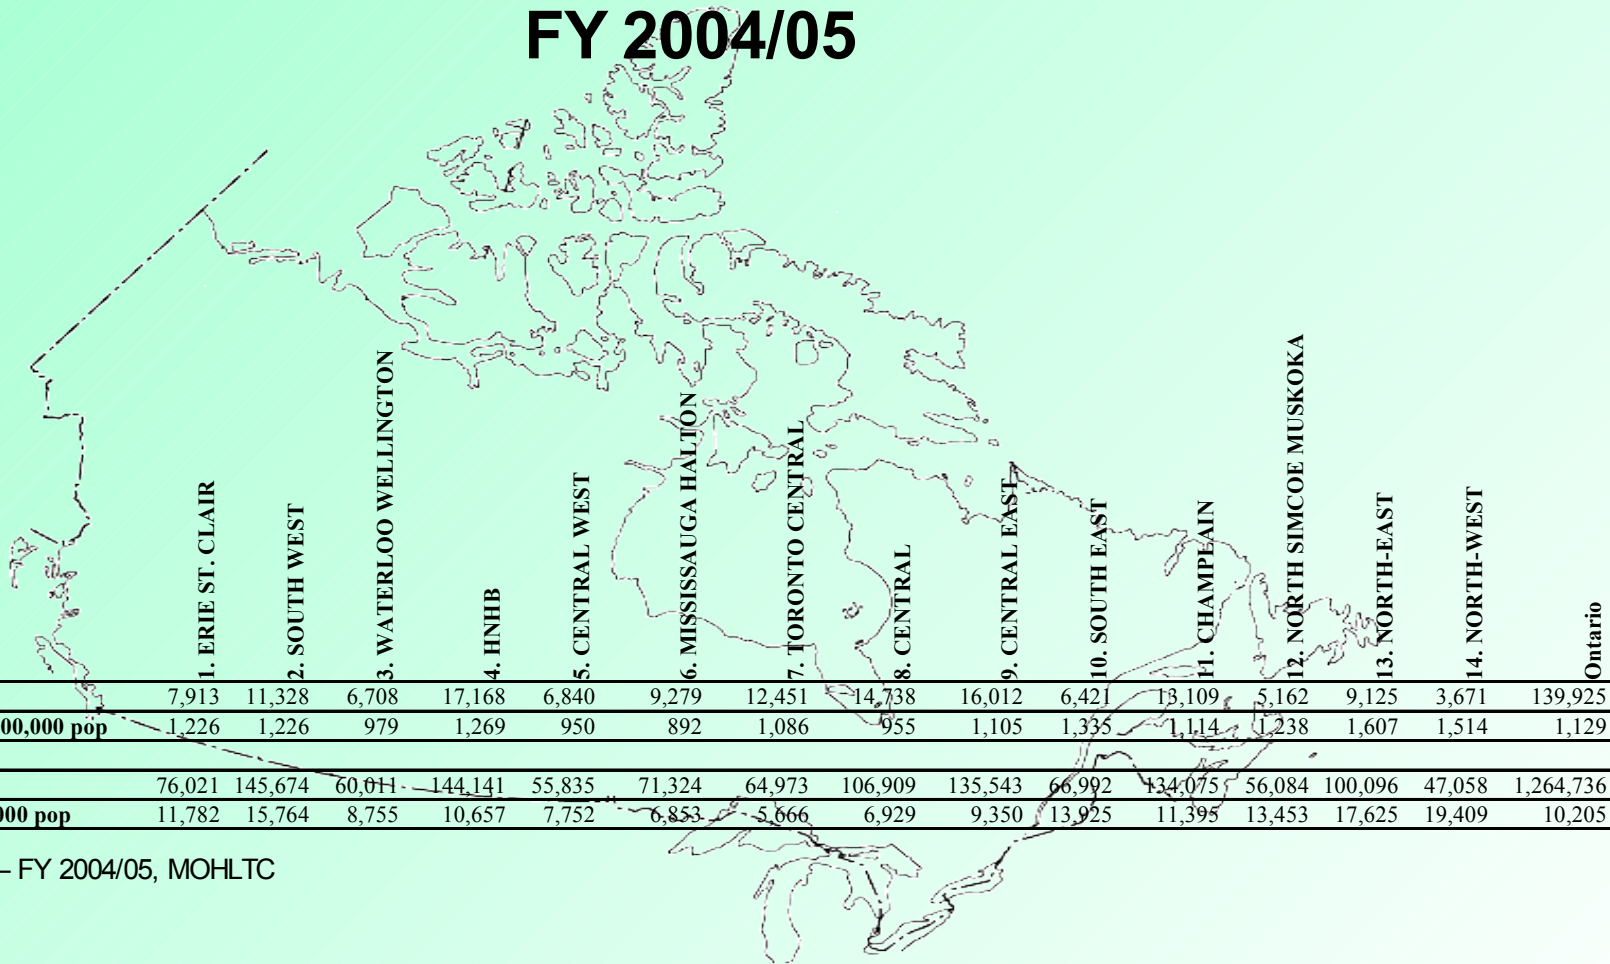 FY 2004/05
1. ERIE ST. CLAIR
2. SOUTH WEST
3. WATERLOO WELLINGTON
4. HNHB
5. CENTRAL WEST
6. MISSISSAUGA HALTON
7. TORONTO CENTRAL
8. CENTRAL
9. CENTRAL EAST
10. SOUTH EAST
11. CHAMPLAIN
12. NORTH SIMCOE MUSKOKA
13. NORTH-EAST
14. NORTH-WEST
Ontario
7,913 11,328 6,708 17,168 6,840 9,279 12,451 14,738 16,012 6,421 13,109 5,162 9,125 3,671 139,925
00,000 pop 1,226 1,226 979 1,269 950 892 1,086 955 1,105 1,335 1,114 1,238 1,607 1,514 1,129
76,021 145,674 60,011 144,141 55,835 71,324 64,973 106,909 135,543 66,992 134,075 56,084 100,096 47,058 1,264,736
000 pop 11,782 15,764 8,755 10,657 7,752 6,853 5,666 6,929 9,350 13,925 11,395 13,453 17,625 19,409 10,205
– FY 2004/05, MOHLTC